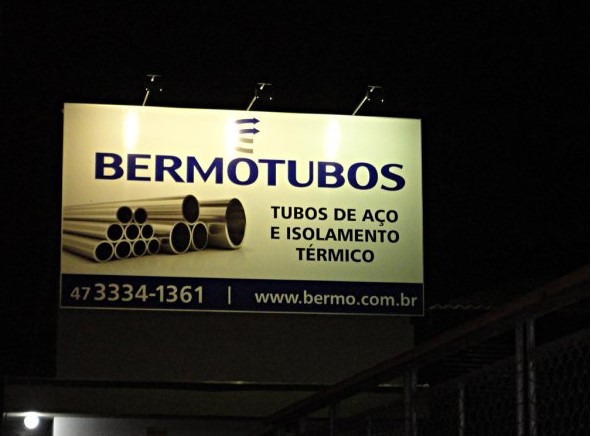 BERMOTUBOS
TUBOS DE AÇO
E ISOLAMENTO
TÉRMICO
47 3334-1361 | www.bermo.com.br